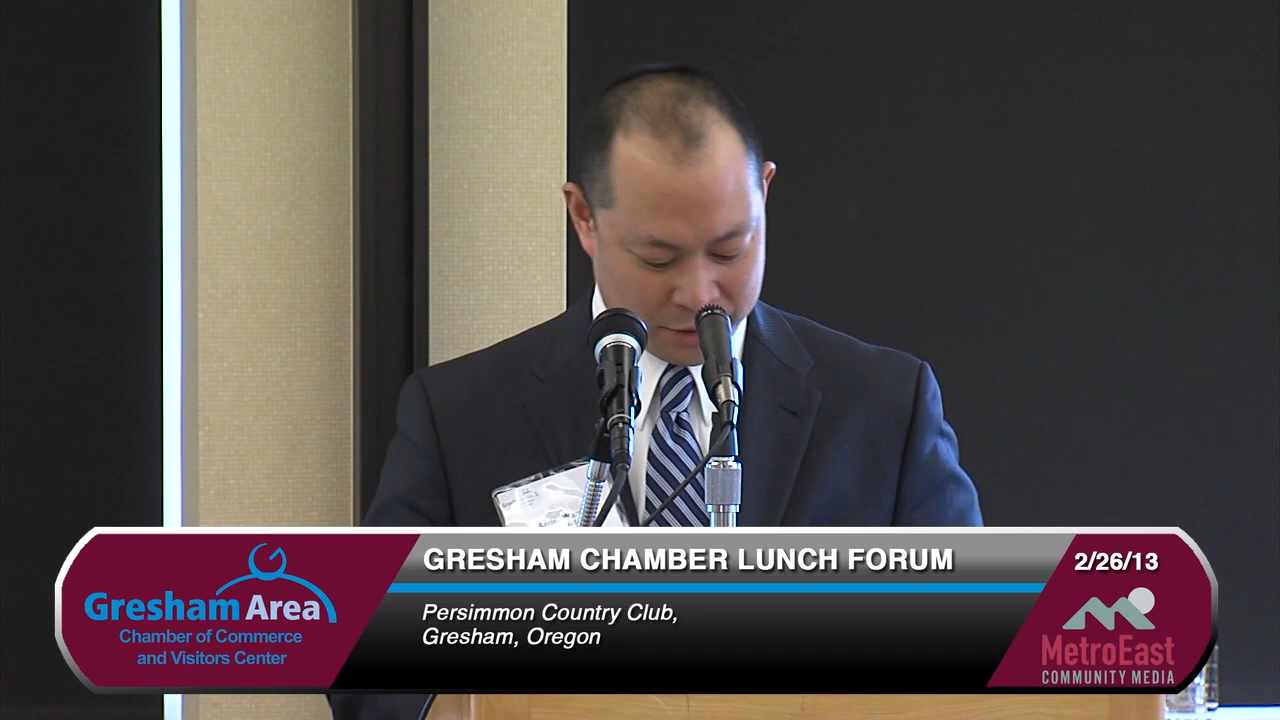 GRESHAM CHAMBER LUNCH FORUM
2/26/13
Persimmon Country Club,
Gresham, Oregon
Gresham Area
Chamber of Commerce
and Visitors Center
MetroEast
COMMUNITY MEDIA